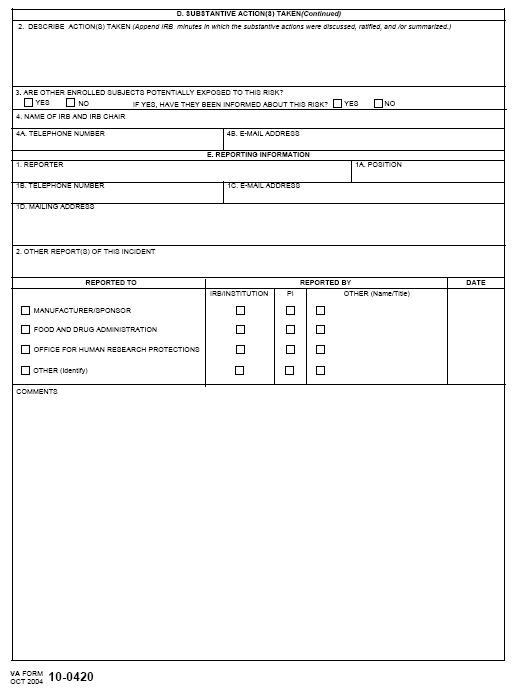 D. SUBSTANTIVE ACTION(S) TAKEN(Continued)
2. DESCRIBE ACTION(S) TAKEN (Append IRB minutes in which the substantive actions were discussed, ratified, and /or summarized.)
3. ARE OTHER ENROLLED SUBJECTS POTENTIALLY EXPOSED TO THIS RISK?
YES NO IF YES, HAVE THEY BEEN INFORMED ABOUT THIS RISK? YES NO
4. NAME OF IRB AND IRB CHAIR
4A. TELEPHONE NUMBER 4B. E-MAIL ADDRESS
E. REPORTING INFORMATION
1. REPORTER 1A. POSITION
1B. TELEPHONE NUMBER 1C. E-MAIL ADDRESS
1D. MAILING ADDRESS
2. OTHER REPORT(S) OF THIS INCIDENT
REPORTED TO REPORTED BY DATE
IRB/INSTITUTION PI OTHER (Name/Title)
MANUFACTURER/SPONSOR
FOOD AND DRUG ADMINISTRATION
OFFICE FOR HUMAN RESEARCH PROTECTIONS
OTHER (Identify)
COMMENTS
VA FORM
OCT 2004 10-0420